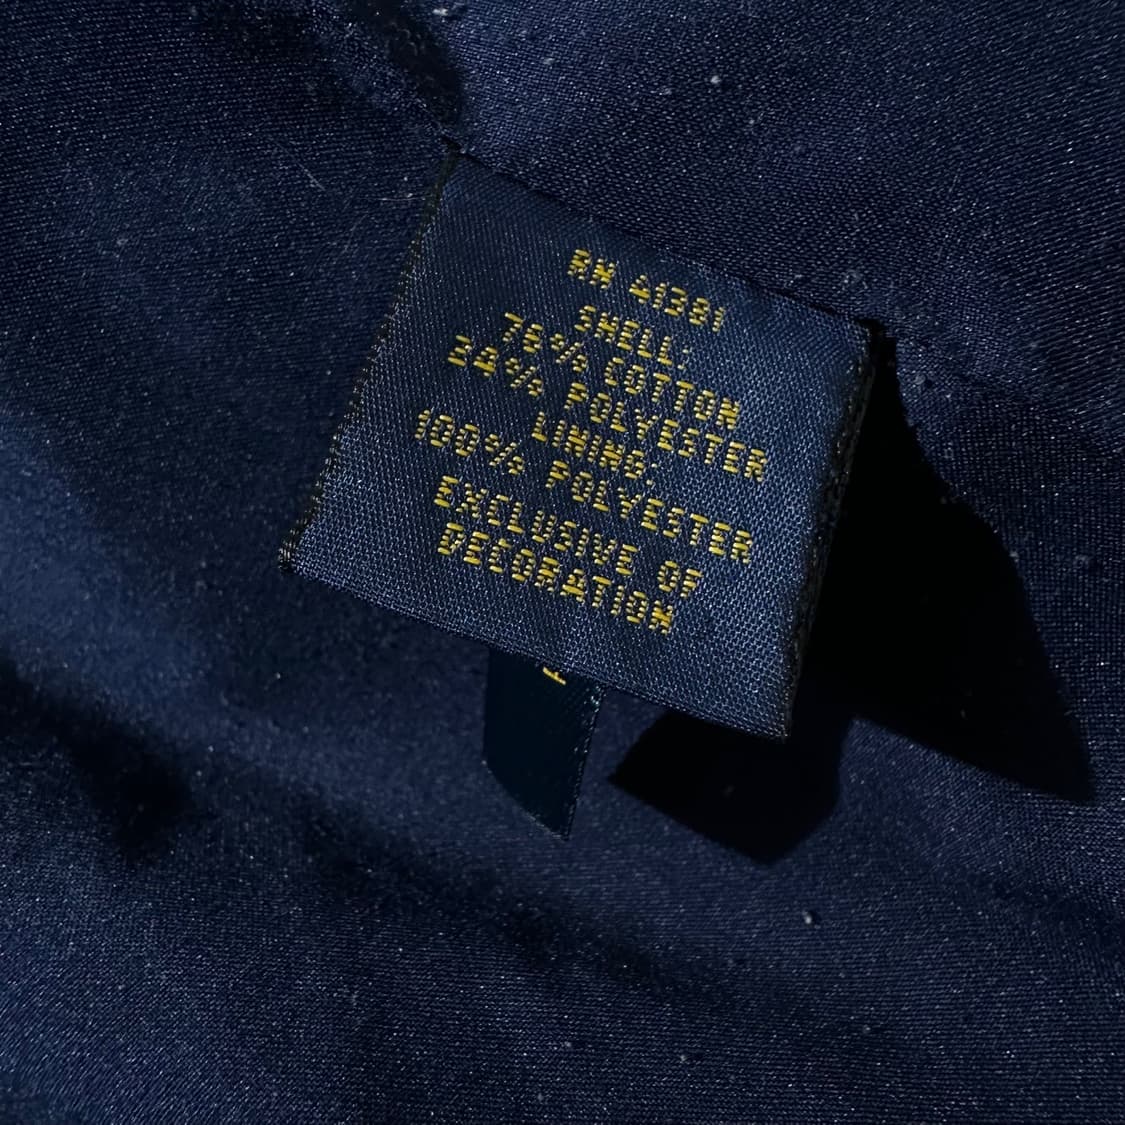 RN 41381
SHELL:
76% COTTON
24% POLYESTER
LINING:
100% POLYESTER
EXCLUSIVE OF
DECORATION